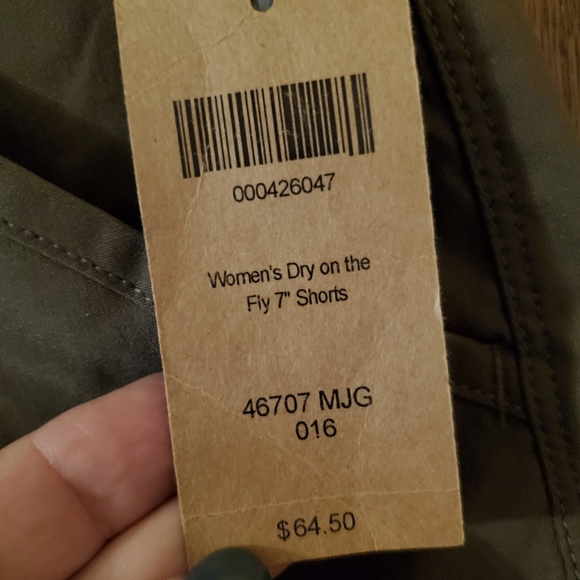 000426047
Women's Dry on the
Fly 7" Shorts
46707 MJG
016
$64.50